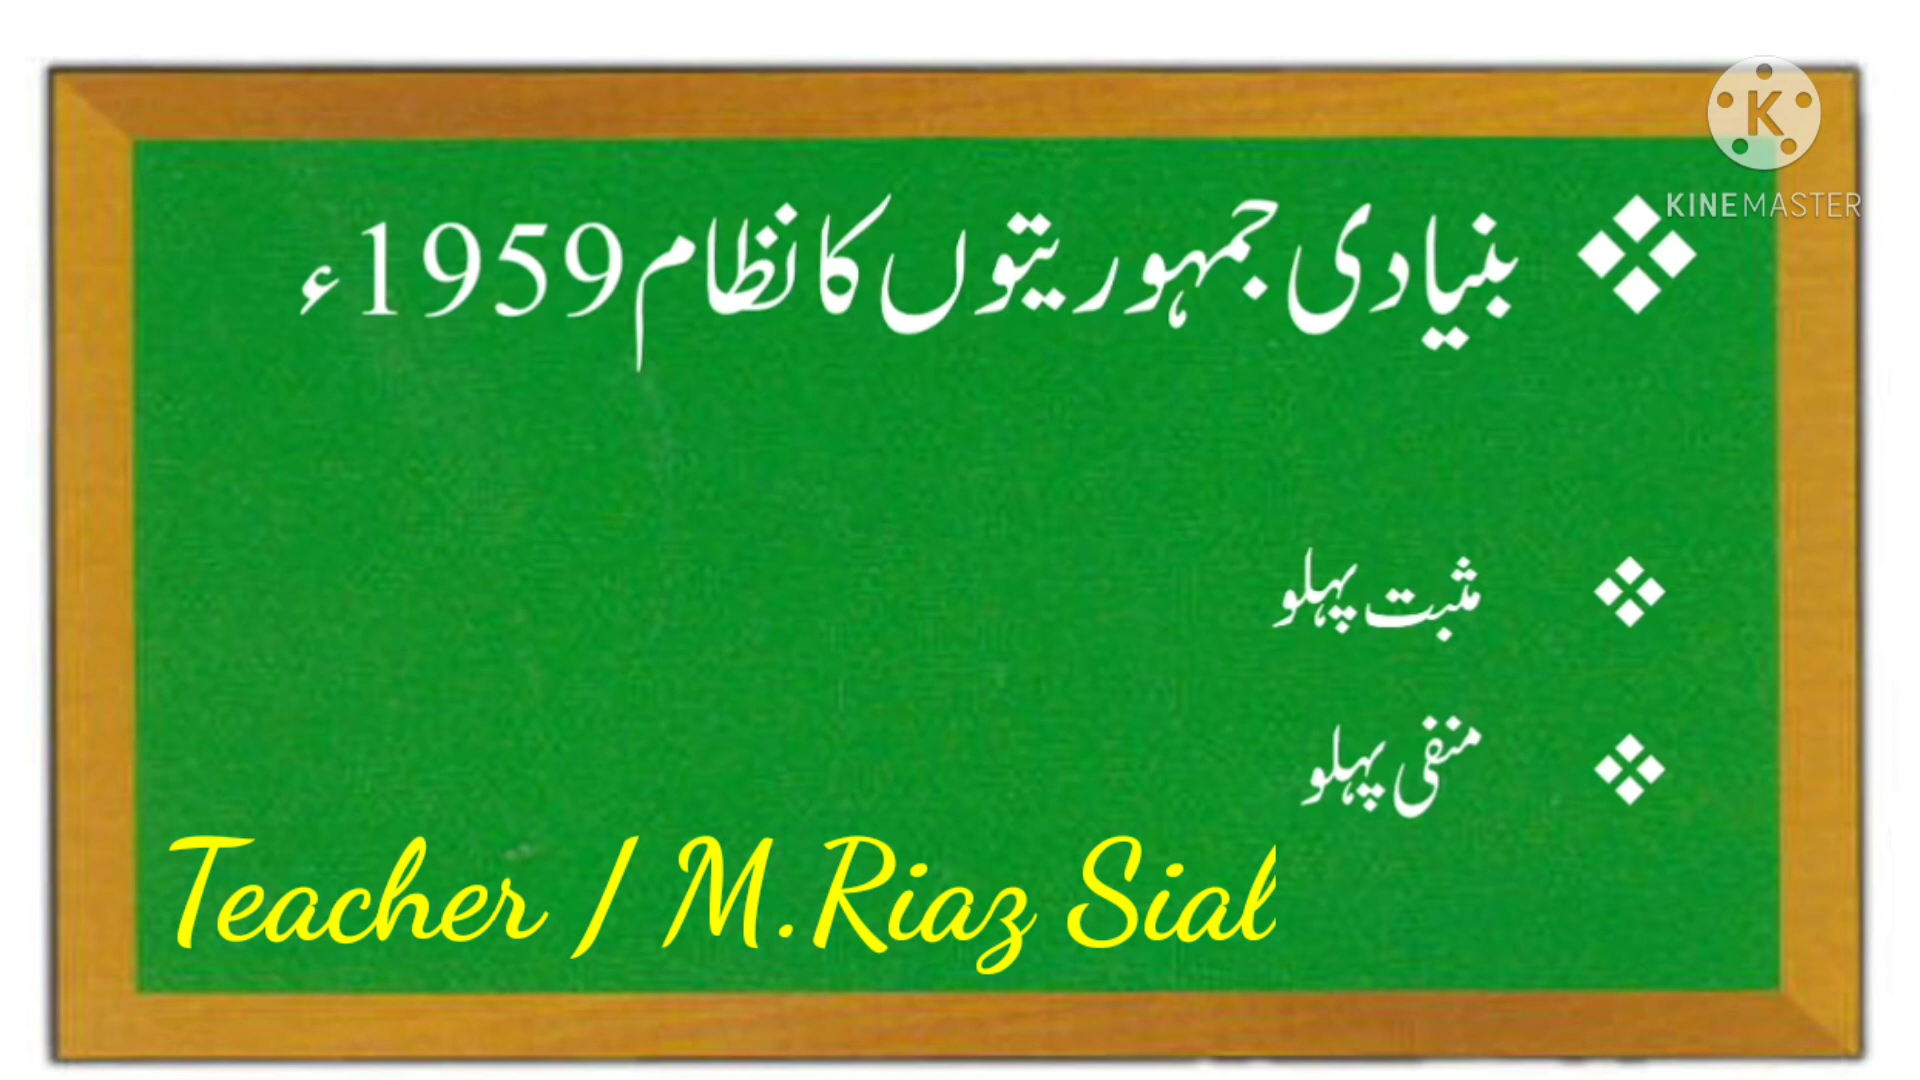 K
KINEMASTER
❖ بنیادی جمہوریتوں کا نظام 1959ء
❖ مثبت پہلو
❖ منفی پہلو
Teacher / M.Riaz Sial